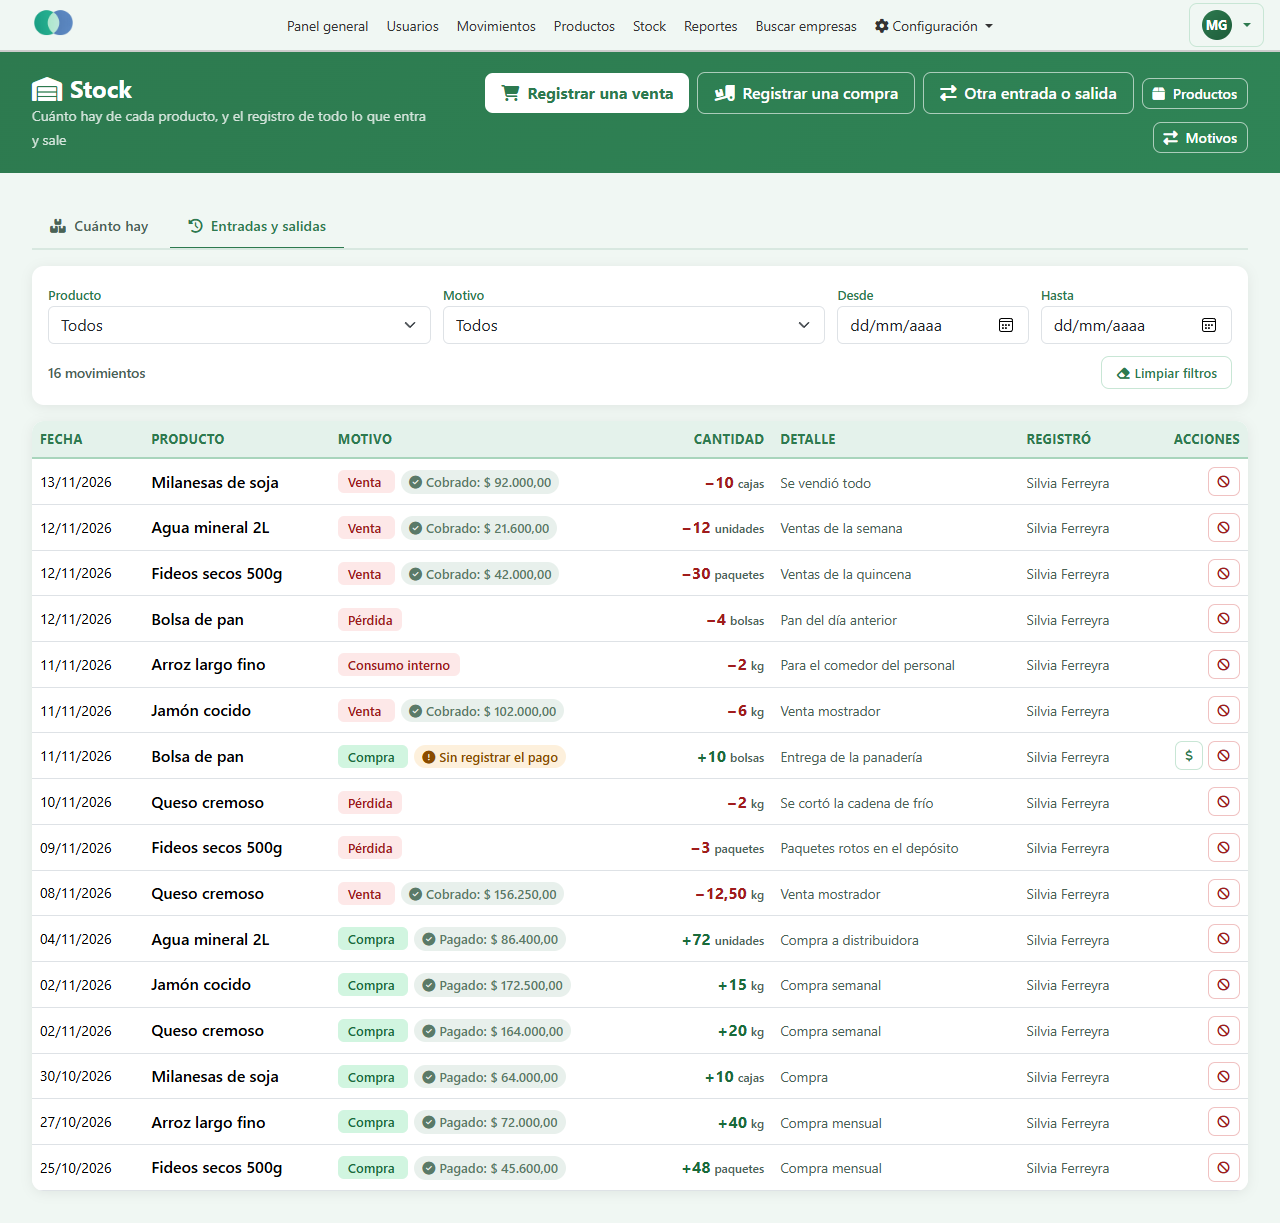 Panel general Usuarios Movimientos Productos Stock Reportes Buscar empresas Configuración MG
Stock
Cuánto hay de cada producto, y el registro de todo lo que entra
y sale
Registrar una venta Registrar una compra Otra entrada o salida Productos
Motivos
Cuánto hay Entradas y salidas
Producto Motivo Desde Hasta
Todos Todos dd/mm/aaaa dd/mm/aaaa
16 movimientos Limpiar filtros
FECHA PRODUCTO MOTIVO CANTIDAD DETALLE REGISTRÓ ACCIONES
13/11/2026 Milanesas de soja Venta Cobrado: $ 92.000,00 −10 cajas Se vendió todo Silvia Ferreyra
12/11/2026 Agua mineral 2L Venta Cobrado: $ 21.600,00 −12 unidades Ventas de la semana Silvia Ferreyra
12/11/2026 Fideos secos 500g Venta Cobrado: $ 42.000,00 −30 paquetes Ventas de la quincena Silvia Ferreyra
12/11/2026 Bolsa de pan Pérdida −4 bolsas Pan del día anterior Silvia Ferreyra
11/11/2026 Arroz largo fino Consumo interno −2 kg Para el comedor del personal Silvia Ferreyra
11/11/2026 Jamón cocido Venta Cobrado: $ 102.000,00 −6 kg Venta mostrador Silvia Ferreyra
11/11/2026 Bolsa de pan Compra Sin registrar el pago +10 bolsas Entrega de la panadería Silvia Ferreyra $
10/11/2026 Queso cremoso Pérdida −2 kg Se cortó la cadena de frío Silvia Ferreyra
09/11/2026 Fideos secos 500g Pérdida −3 paquetes Paquetes rotos en el depósito Silvia Ferreyra
08/11/2026 Queso cremoso Venta Cobrado: $ 156.250,00 −12,50 kg Venta mostrador Silvia Ferreyra
04/11/2026 Agua mineral 2L Compra Pagado: $ 86.400,00 +72 unidades Compra a distribuidora Silvia Ferreyra
02/11/2026 Jamón cocido Compra Pagado: $ 172.500,00 +15 kg Compra semanal Silvia Ferreyra
02/11/2026 Queso cremoso Compra Pagado: $ 164.000,00 +20 kg Compra semanal Silvia Ferreyra
30/10/2026 Milanesas de soja Compra Pagado: $ 64.000,00 +10 cajas Compra Silvia Ferreyra
27/10/2026 Arroz largo fino Compra Pagado: $ 72.000,00 +40 kg Compra mensual Silvia Ferreyra
25/10/2026 Fideos secos 500g Compra Pagado: $ 45.600,00 +48 paquetes Compra mensual Silvia Ferreyra